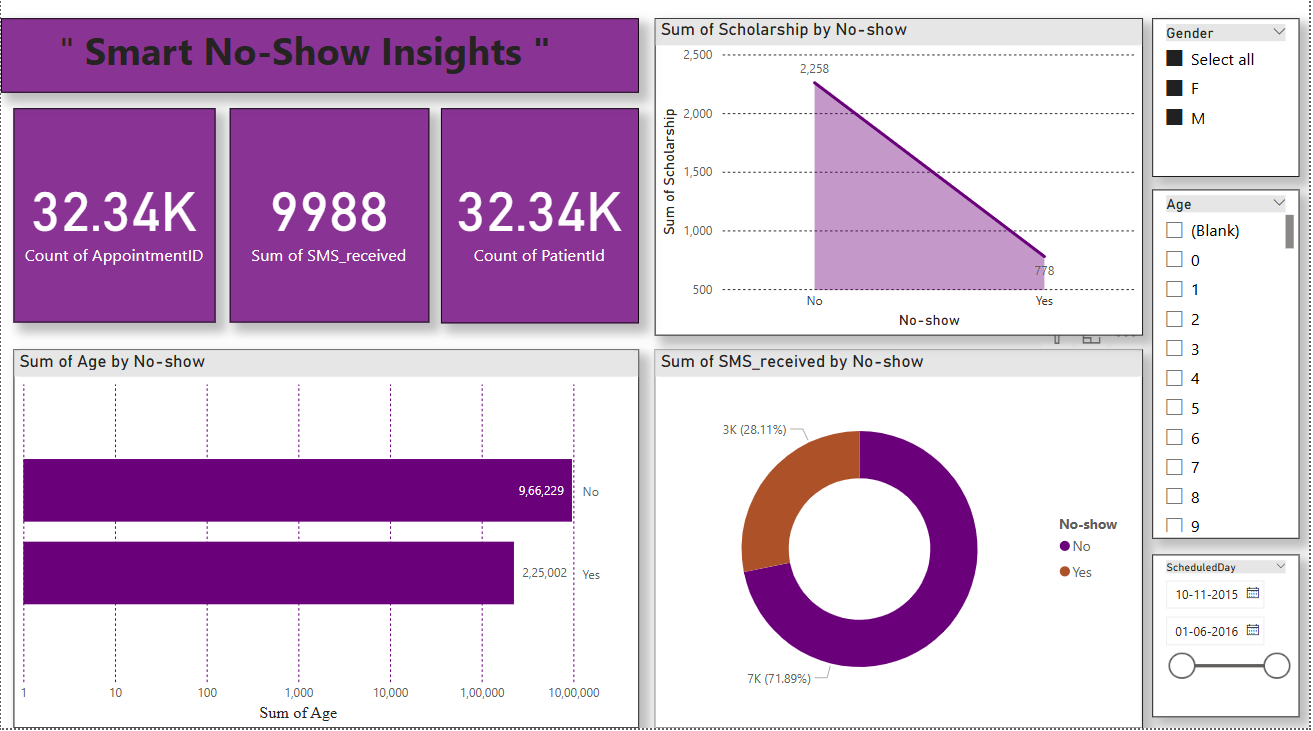 " Smart No-Show Insights "
32.34K
Count of AppointmentID
9988
Sum of SMS_received
32.34K
Count of PatientId
Sum of Scholarship by No-show
Sum of Scholarship
2,500
2,000
1,500
1,000
500
2,258
778
No
Yes
No-show
Gender
Select all
F
M
Age
(Blank)
0
1
2
3
4
5
6
7
8
9
Sum of Age by No-show
9,66,229
No
2,25,002
Yes
1
10
100
1,000
10,000
1,00,000
10,00,000
Sum of Age
Sum of SMS_received by No-show
3K (28.11%)
7K (71.89%)
No-show
No
Yes
ScheduledDay
10-11-2015
01-06-2016